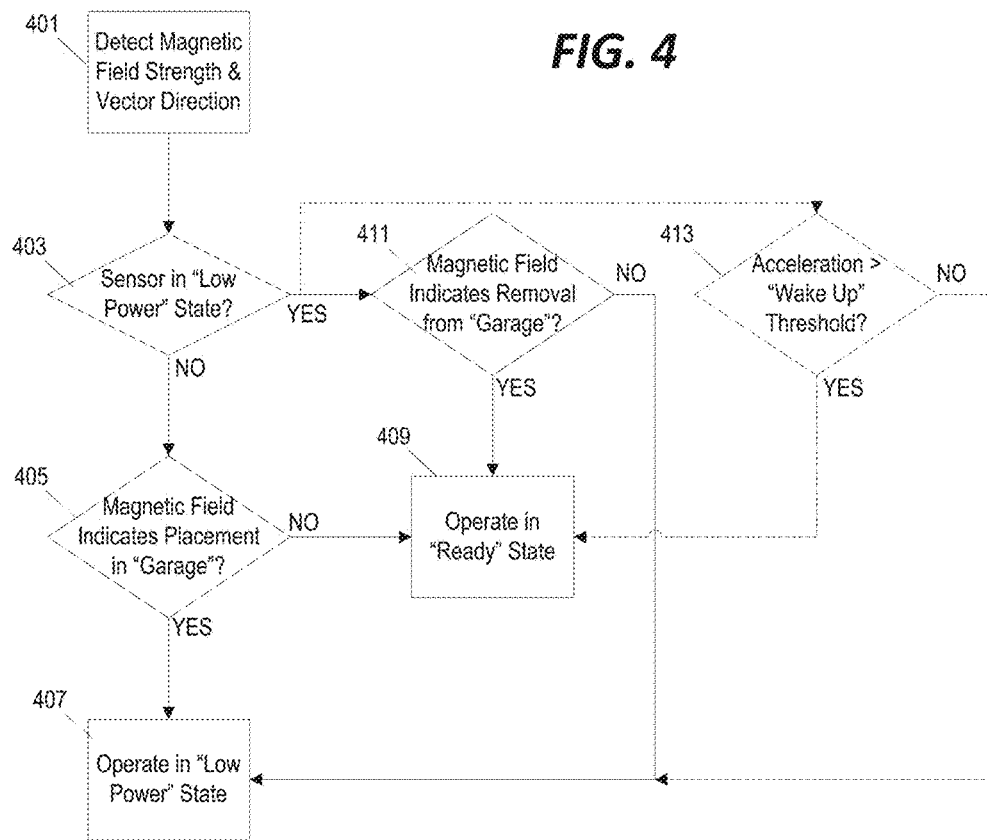 FIG. 4
401
Detect Magnetic
Field Strength &
Vector Direction
403
Sensor in "Low
Power" State?
YES
NO
411
Magnetic Field
Indicates Removal
from "Garage"?
NO
YES
413
Acceleration >
"Wake Up"
Threshold?
NO
YES
405
Magnetic Field
Indicates Placement
in "Garage"?
NO
YES
409
Operate in
"Ready" State
407
Operate in "Low
Power" State